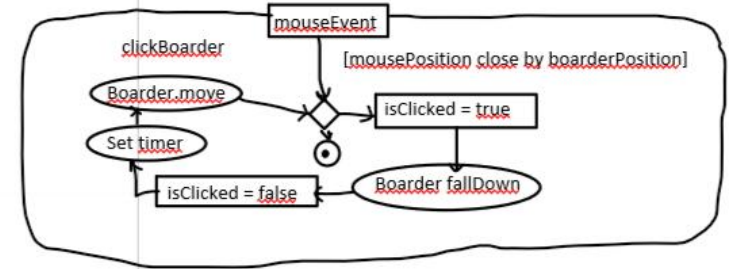 mouseEvent
clickBoarder
[mousePosition close by boarderPosition]
Boarder.move
isClicked = true
Set timer
Boarder fallDown
isClicked = false